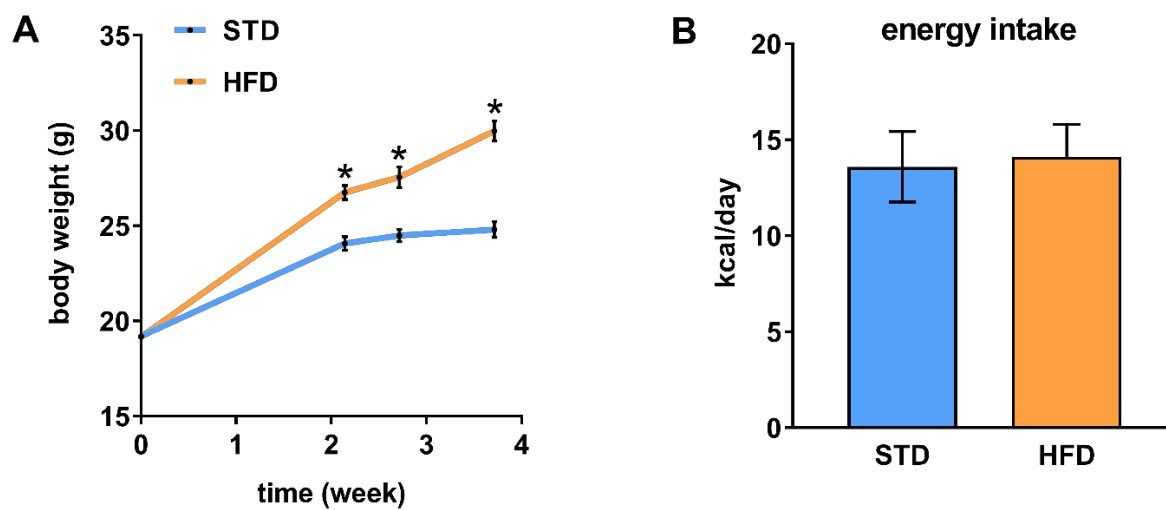 A
STD
HFD
body weight (g)
35
30
25
20
15
*
*
*
0 1 2 3 4
time (week)
B
energy intake
kcal/day
20
15
10
5
0
STD HFD